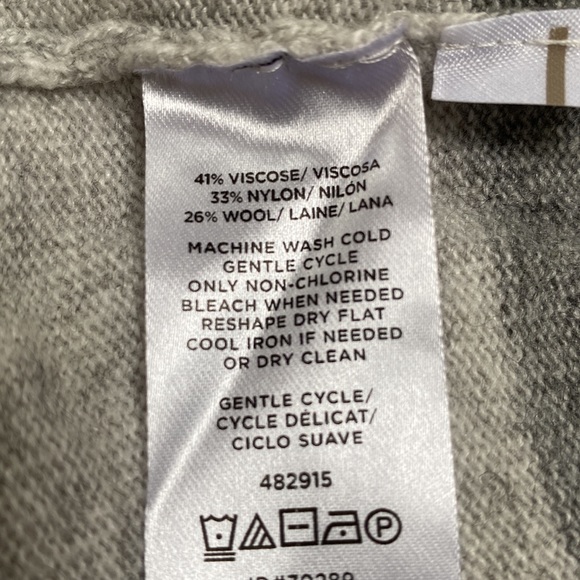 41% VISCOSE/ VISCOSA
33% NYLON/ NILÓN
26% WOOL/ LAINE/ LANA
MACHINE WASH COLD
GENTLE CYCLE
ONLY NON-CHLORINE
BLEACH WHEN NEEDED
RESHAPE DRY FLAT
COOL IRON IF NEEDED
OR DRY CLEAN
GENTLE CYCLE/
CYCLE DÉLICAT/
CICLO SUAVE
482915
P